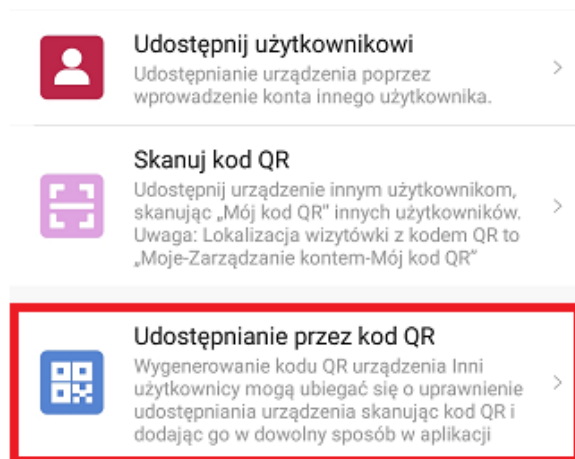 Udostępnij użytkownikowi
Udostępnianie urządzenia poprzez
wprowadzenie konta innego użytkownika.
Skanuj kod QR
Udostępnij urządzenie innym użytkownikom,
skanując „Mój kod QR" innych użytkowników.
Uwaga: Lokalizacja wizytówki z kodem QR to
„Moje-Zarządzanie kontem-Mój kod QR"
Udostępnianie przez kod QR
Wygenerowanie kodu QR urządzenia Inni
użytkownicy mogą ubiegać się o uprawnienie
udostępniania urządzenia skanując kod QR i
dodając go w dowolny sposób w aplikacji